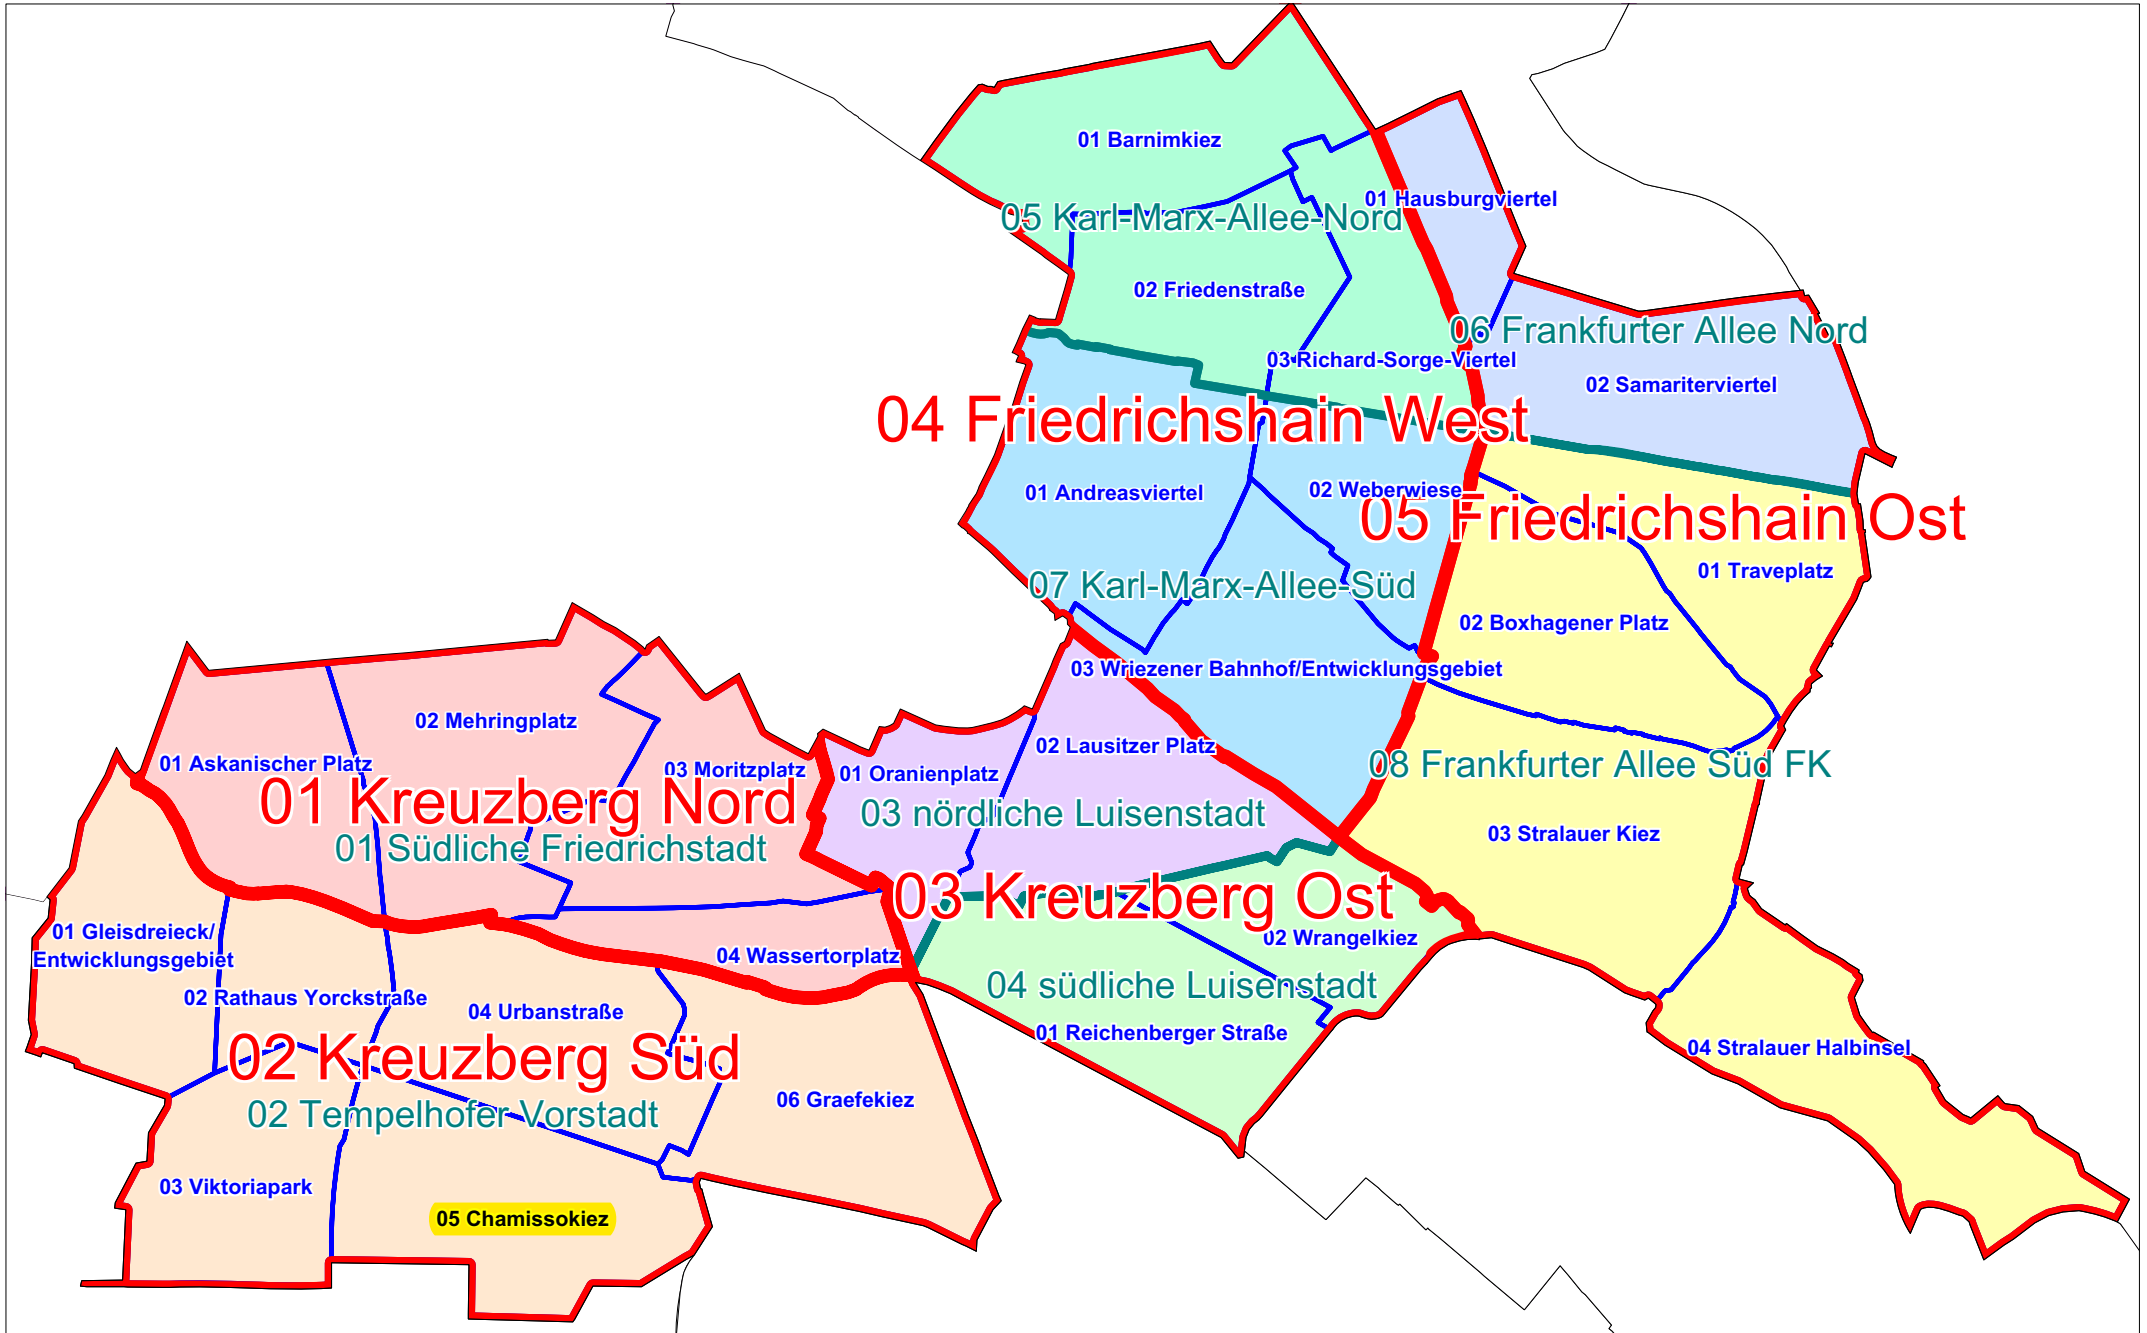 01 Barnimkiez
01 Hausburgviertel
05 Karl-Marx-Allee-Nord
02 Friedenstraße
06 Frankfurter Allee Nord
03 Richard-Sorge-Viertel
02 Samariterviertel
04 Friedrichshain West
01 Andreasviertel
02 Weberwiese
05 Friedrichshain Ost
01 Traveplatz
07 Karl-Marx-Allee-Süd
02 Boxhagener Platz
03 Wriezener Bahnhof/Entwicklungsgebiet
02 Mehringplatz
02 Lausitzer Platz
01 Askanischer Platz
03 Moritzplatz
01 Oranienplatz
08 Frankfurter Allee Süd FK
01 Kreuzberg Nord
03 nördliche Luisenstadt
03 Stralauer Kiez
01 Südliche Friedrichstadt
03 Kreuzberg Ost
01 Gleisdreieck/
Entwicklungsgebiet
02 Wrangelkiez
04 Wassertorplatz
04 südliche Luisenstadt
02 Rathaus Yorckstraße
04 Urbanstraße
01 Reichenberger Straße
04 Stralauer Halbinsel
02 Kreuzberg Süd
06 Graefekiez
02 Tempelhofer Vorstadt
03 Viktoriapark
05 Chamissokiez